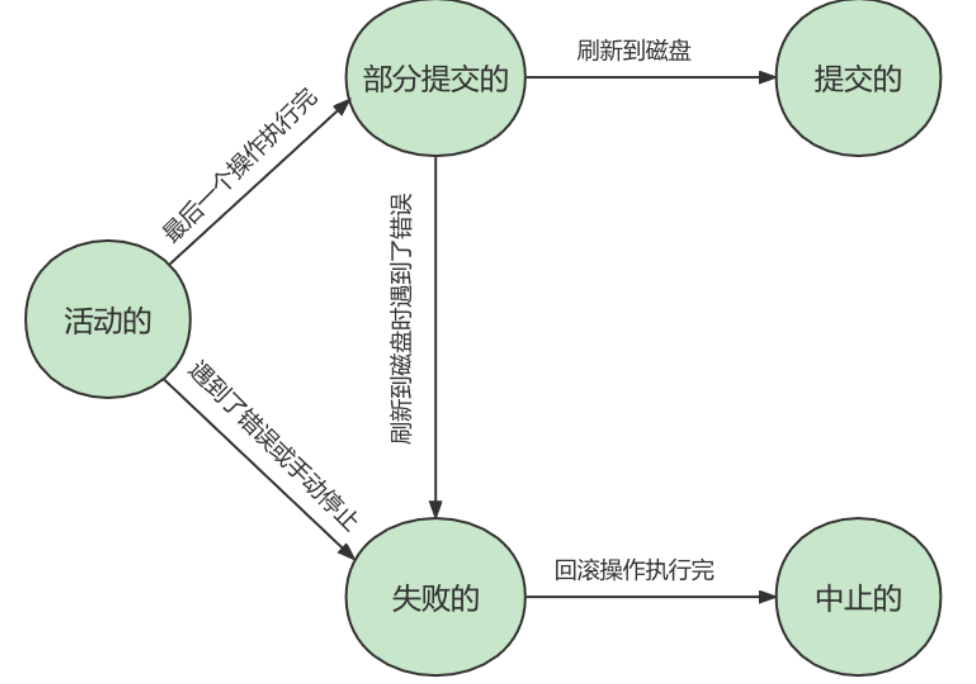 部分提交的
刷新到磁盘
提交的
最后一个操作执行完
刷新到磁盘时遇到了错误
活动的
遇到了错误或手动停止
失败的
回滚操作执行完
中止的